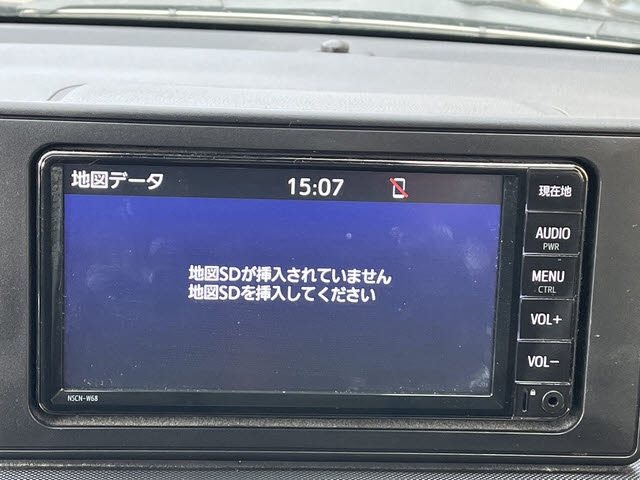 地図データ
15:07
現在地
AUDIO
PWR
地図SDが挿入されていません
地図SDを挿入してください
MENU
CTRL
VOL+
VOL−
NSCN-W68